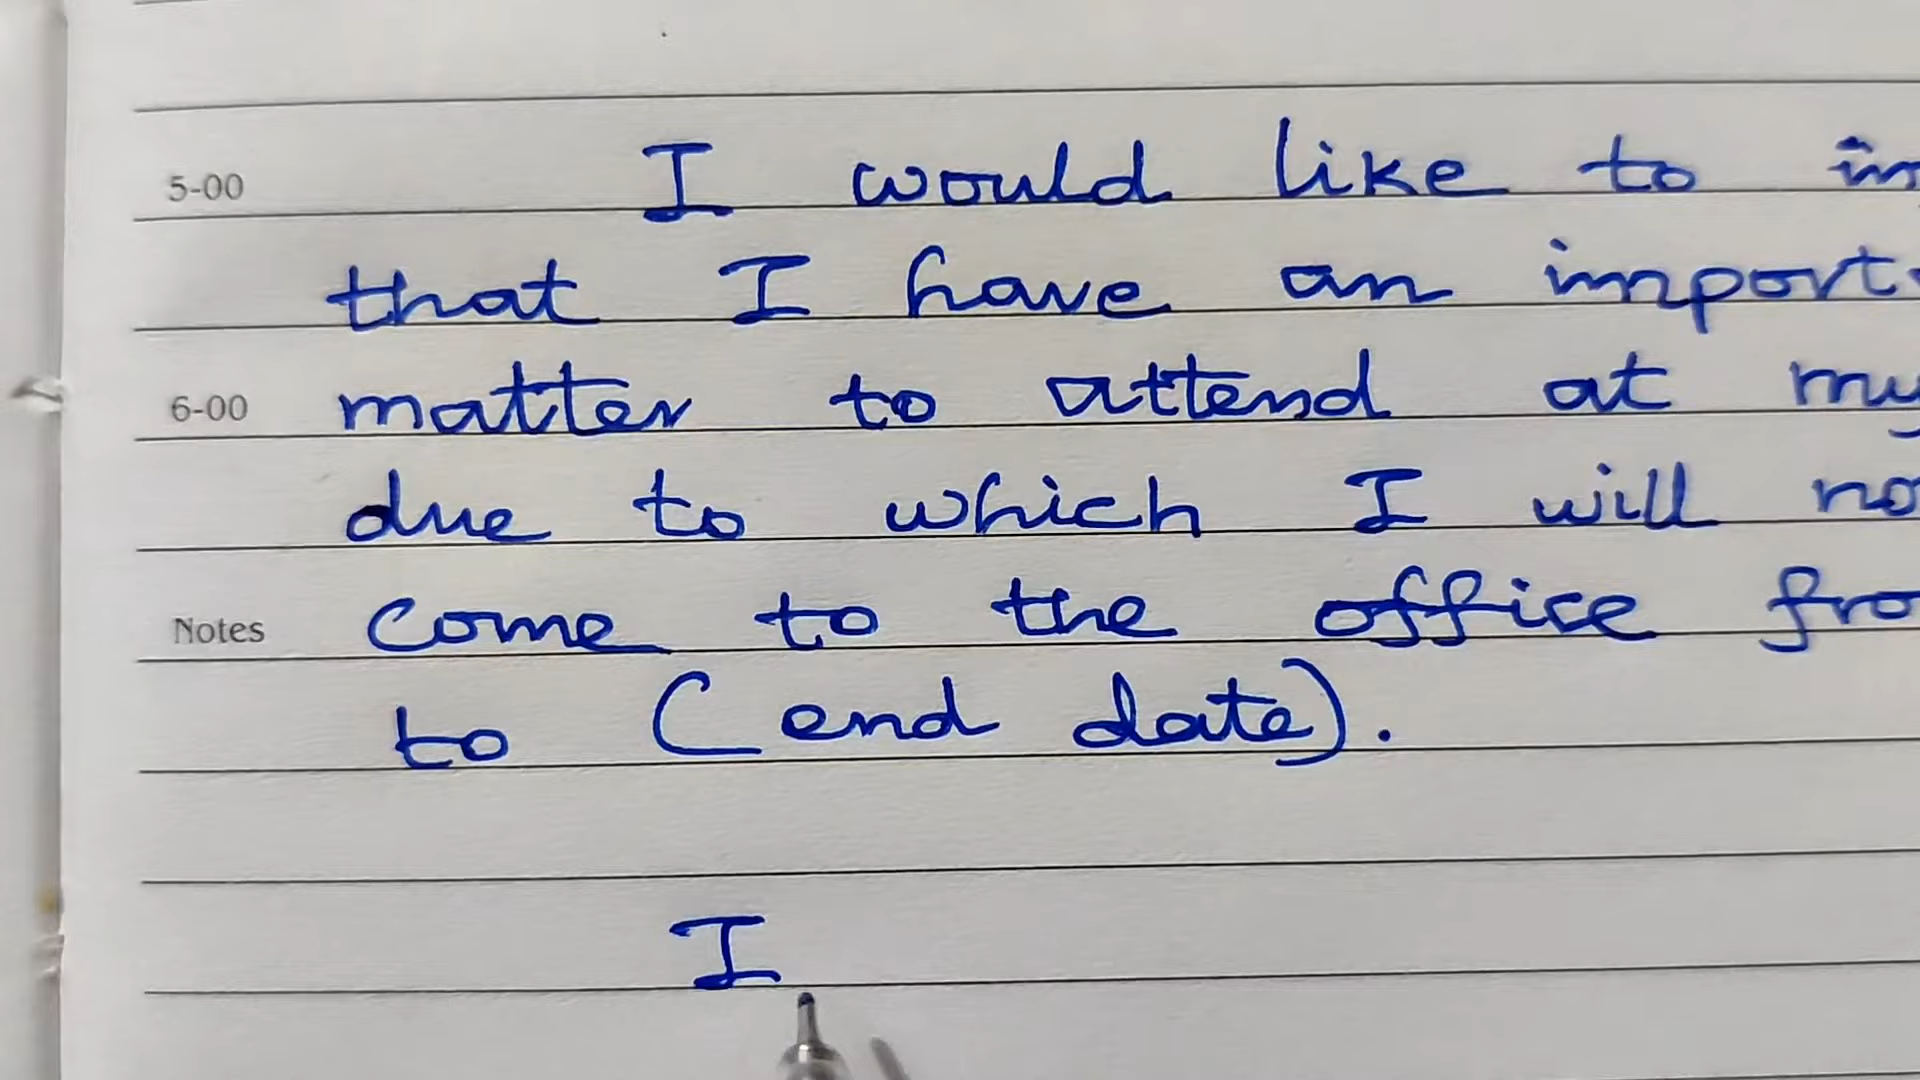 5-00 I would like to
that I have an
6-00 matter to attend at my
due to which I will
Notes come to the office
to (end date).
I